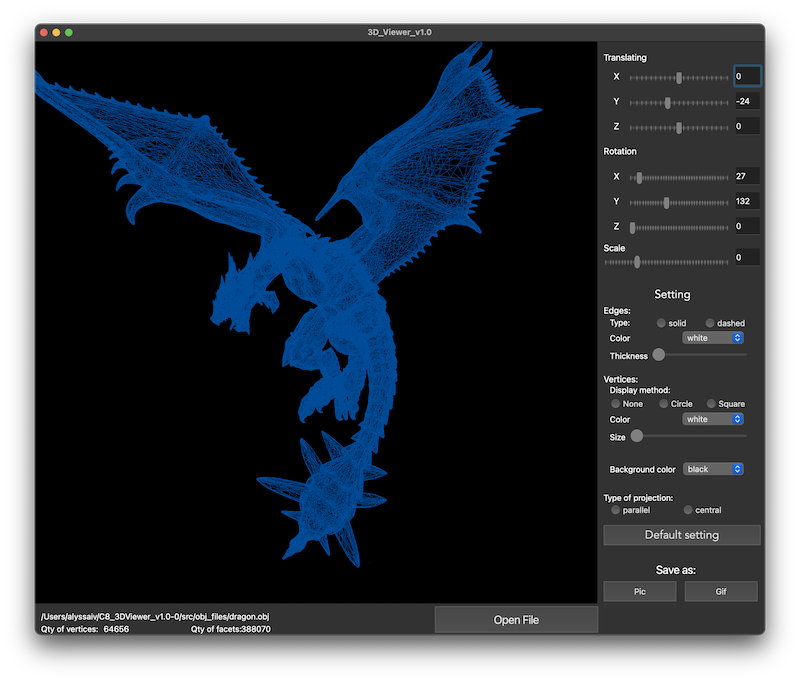 3D_Viewer_v1.0
Translating
X 0
Y -24
Z 0
Rotation
X 27
Y 132
Z 0
Scale
0
Setting
Edges:
Type: solid dashed
Color white
Thickness
Vertices:
Display method:
None Circle Square
Color white
Size
Background color black
Type of projection:
parallel central
Default setting
Save as:
Pic Gif
/Users/alyssaiv/C8_3DViewer_v1.0-0/src/obj_files/dragon.obj
Qty of vertices: 64656 Qty of facets:388070
Open File